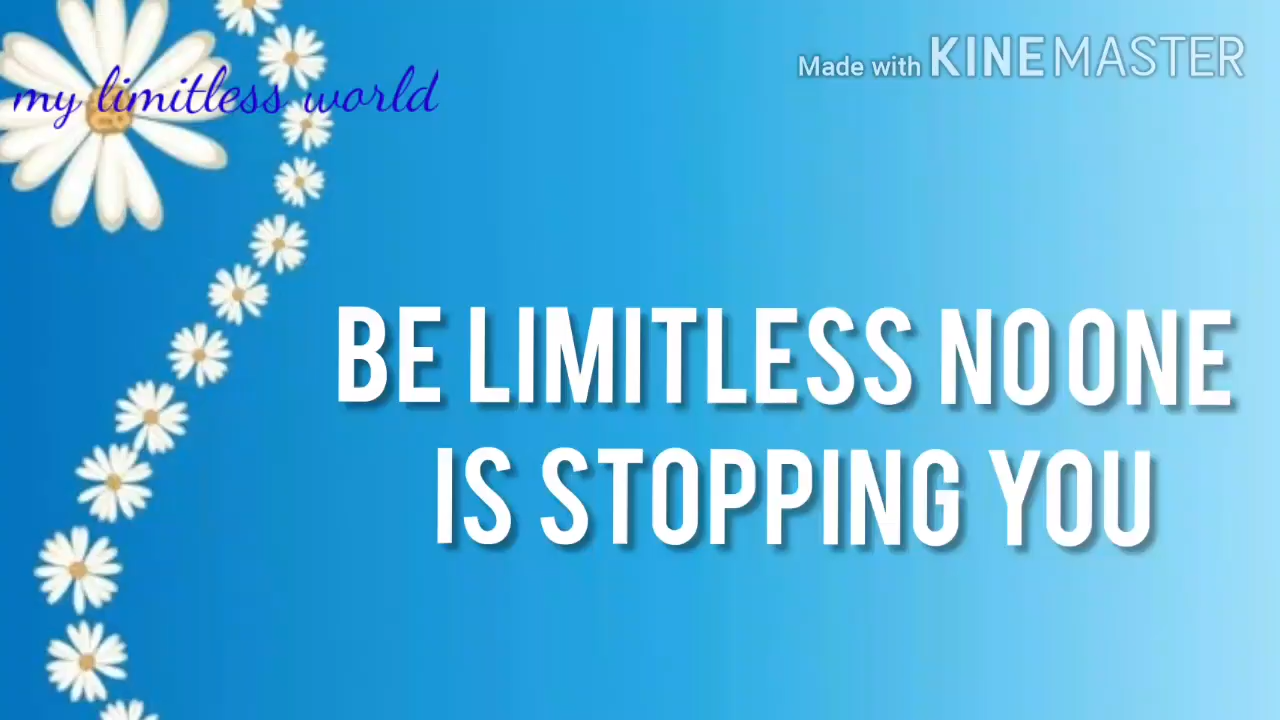 my limitless world
Made with KINEMASTER
BE LIMITLESS NO ONE
IS STOPPING YOU